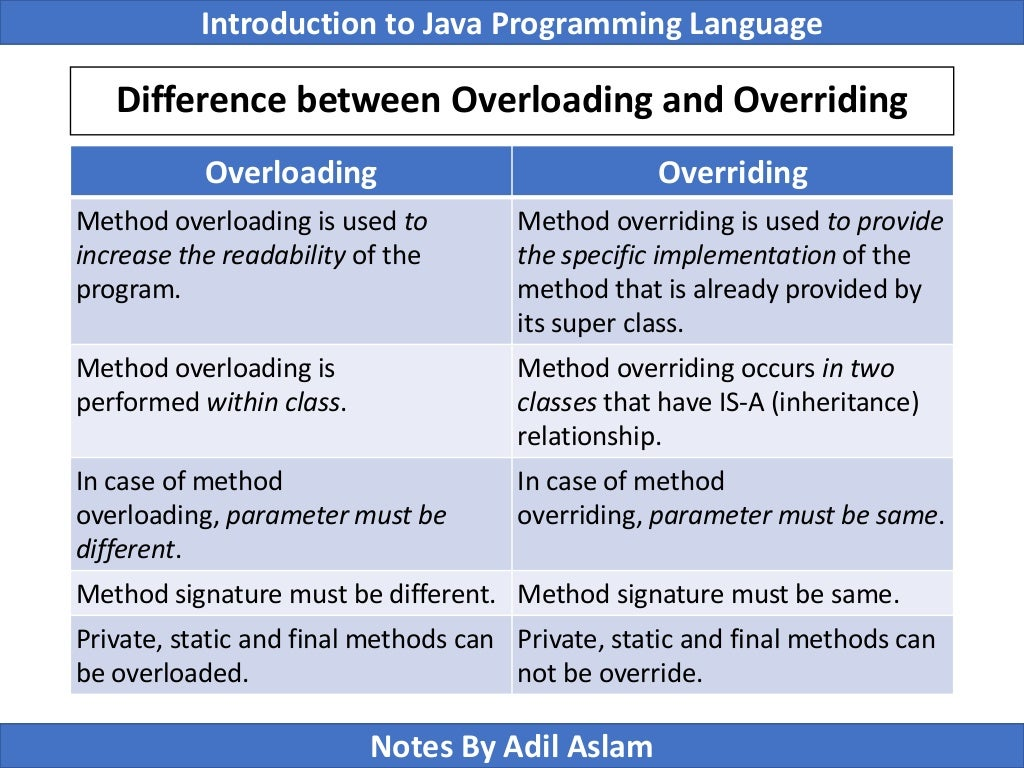 Introduction to Java Programming Language
Difference between Overloading and Overriding
Overloading
Overriding
Method overloading is used to
increase the readability of the
program.
Method overriding is used to provide
the specific implementation of the
method that is already provided by
its super class.
Method overloading is
performed within class.
Method overriding occurs in two
classes that have IS-A (inheritance)
relationship.
In case of method
overloading, parameter must be
different.
In case of method
overriding, parameter must be same.
Method signature must be different.
Method signature must be same.
Private, static and final methods can
be overloaded.
Private, static and final methods can
not be override.
Notes By Adil Aslam